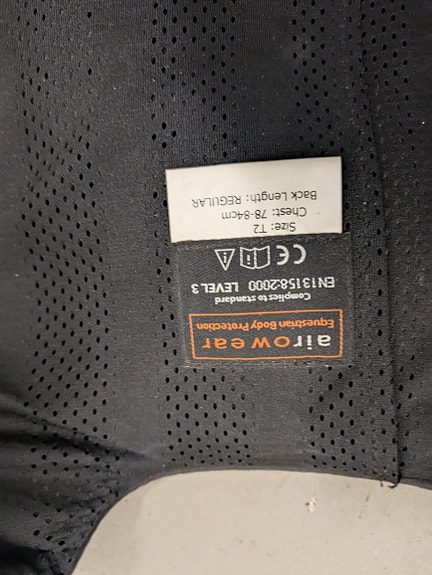 airowear
Equestrian Body Protection
Complies to standard
EN13158:2000 LEVEL 3
CE
Size: T2
Chest: 78-84cm
Back Length: REGULAR